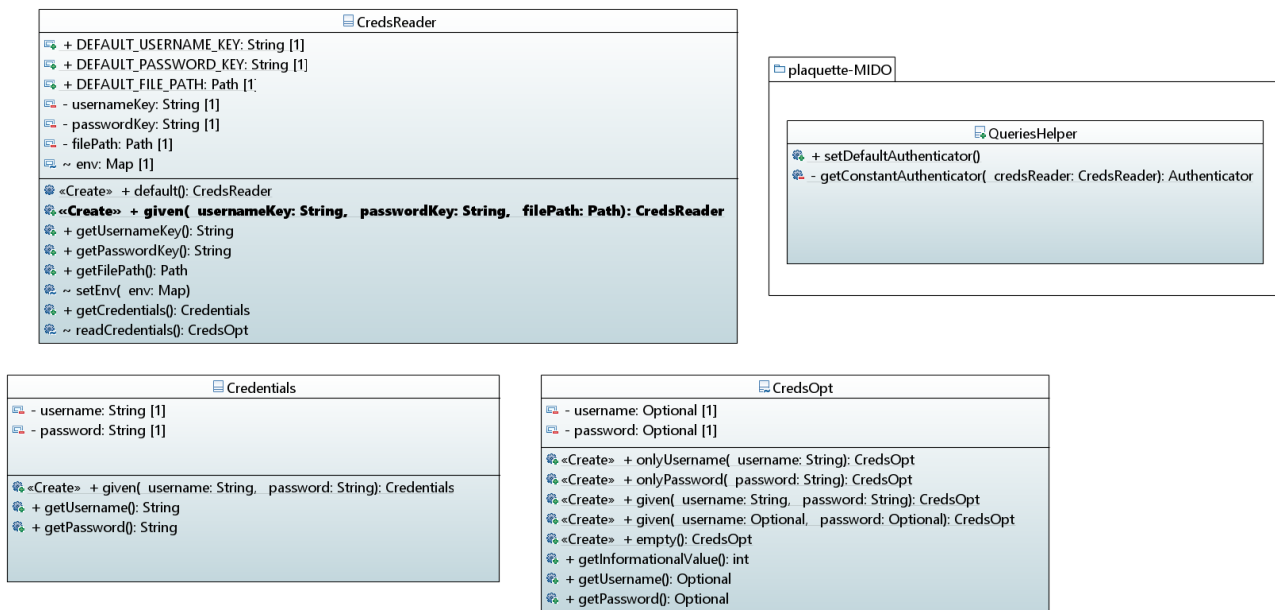 CredsReader
+ DEFAULT_USERNAME_KEY: String [1]
+ DEFAULT_PASSWORD_KEY: String [1]
+ DEFAULT_FILE_PATH: Path [1]
- usernameKey: String [1]
- passwordKey: String [1]
- filePath: Path [1]
~ env: Map [1]
«Create» + default(): CredsReader
«Create» + given( usernameKey: String, passwordKey: String, filePath: Path): CredsReader
+ getUsernameKey(): String
+ getPasswordKey(): String
+ getFilePath(): Path
~ setEnv( env: Map)
+ getCredentials(): Credentials
~ readCredentials(): CredsOpt
plaquette-MIDO
QueriesHelper
+ setDefaultAuthenticator()
- getConstantAuthenticator( credsReader: CredsReader): Authenticator
Credentials
- username: String [1]
- password: String [1]
«Create» + given( username: String, password: String): Credentials
+ getUsername(): String
+ getPassword(): String
CredsOpt
- username: Optional [1]
- password: Optional [1]
«Create» + onlyUsername( username: String): CredsOpt
«Create» + onlyPassword( password: String): CredsOpt
«Create» + given( username: String, password: String): CredsOpt
«Create» + given( username: Optional, password: Optional): CredsOpt
«Create» + empty(): CredsOpt
+ getInformationalValue(): int
+ getUsername(): Optional
+ getPassword(): Optional